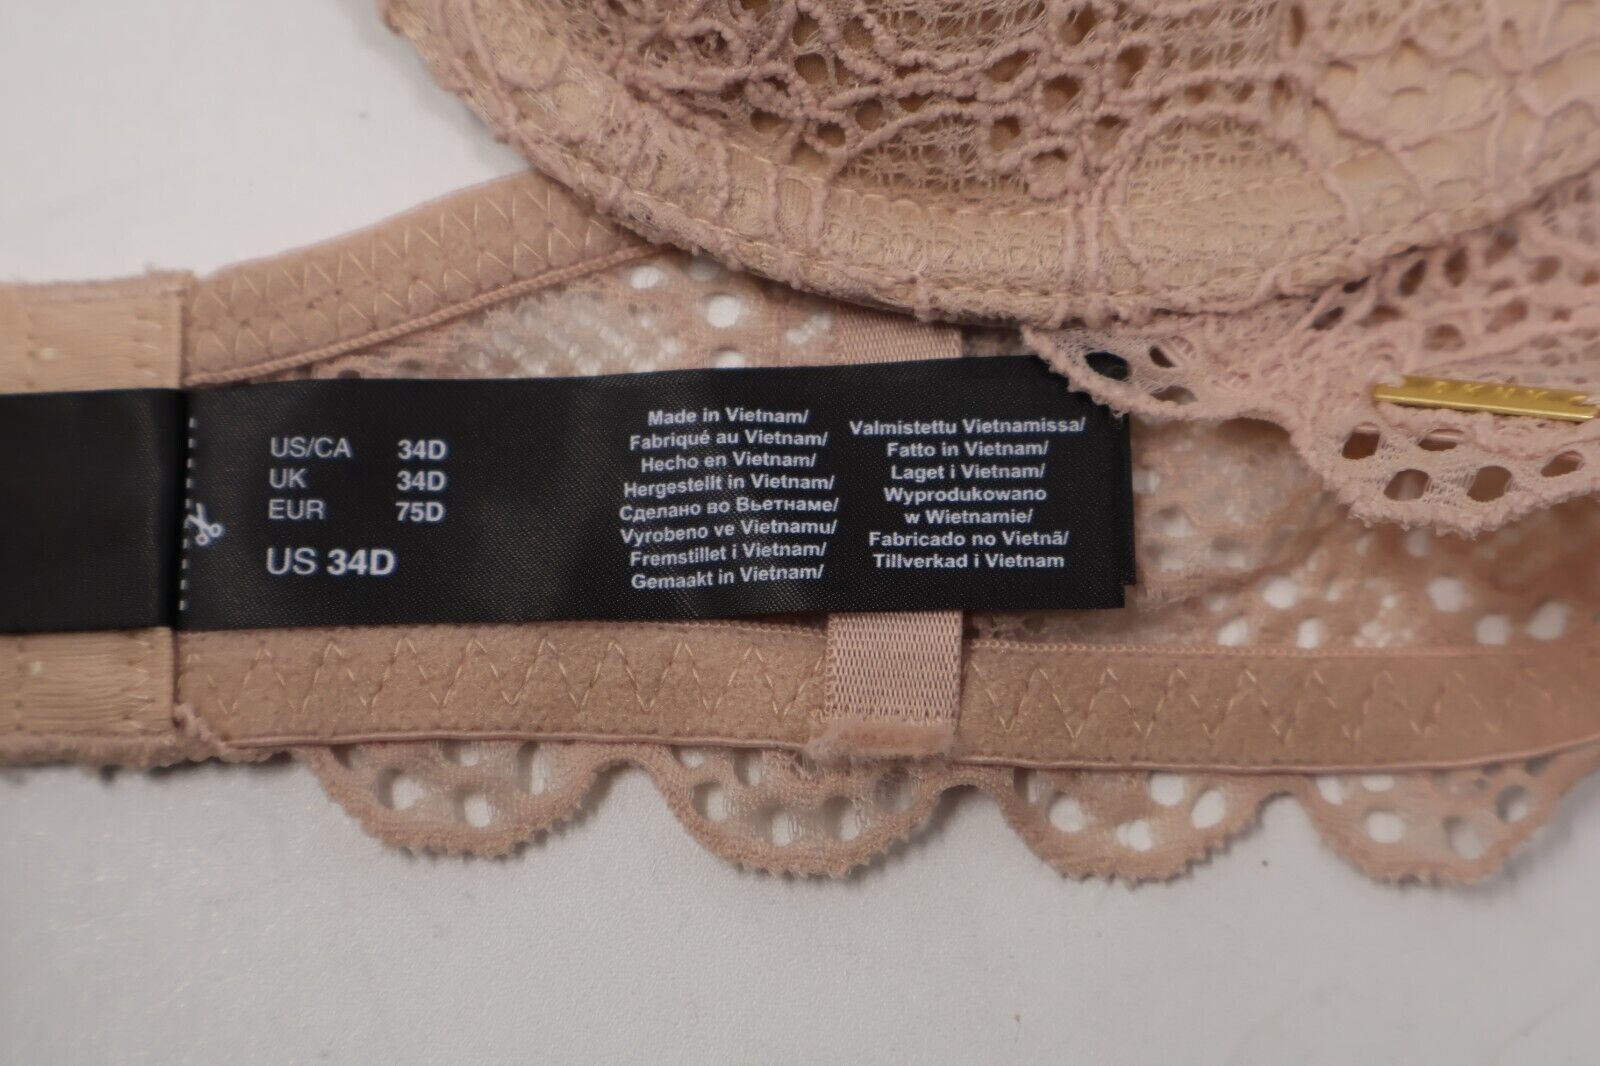 US/CA 34D
UK 34D
EUR 75D
US 34D
Made in Vietnam/
Fabriqué au Vietnam/
Hecho en Vietnam/
Hergestellt in Vietnam/
Сделано во Вьетнаме/
Vyrobeno ve Vietnamu/
Fremstillet i Vietnam/
Gemaakt in Vietnam/
Valmistettu Vietnamissa/
Fatto in Vietnam/
Laget i Vietnam/
Wyprodukowano
w Wietnamie/
Fabricado no Vietnã/
Tillverkad i Vietnam